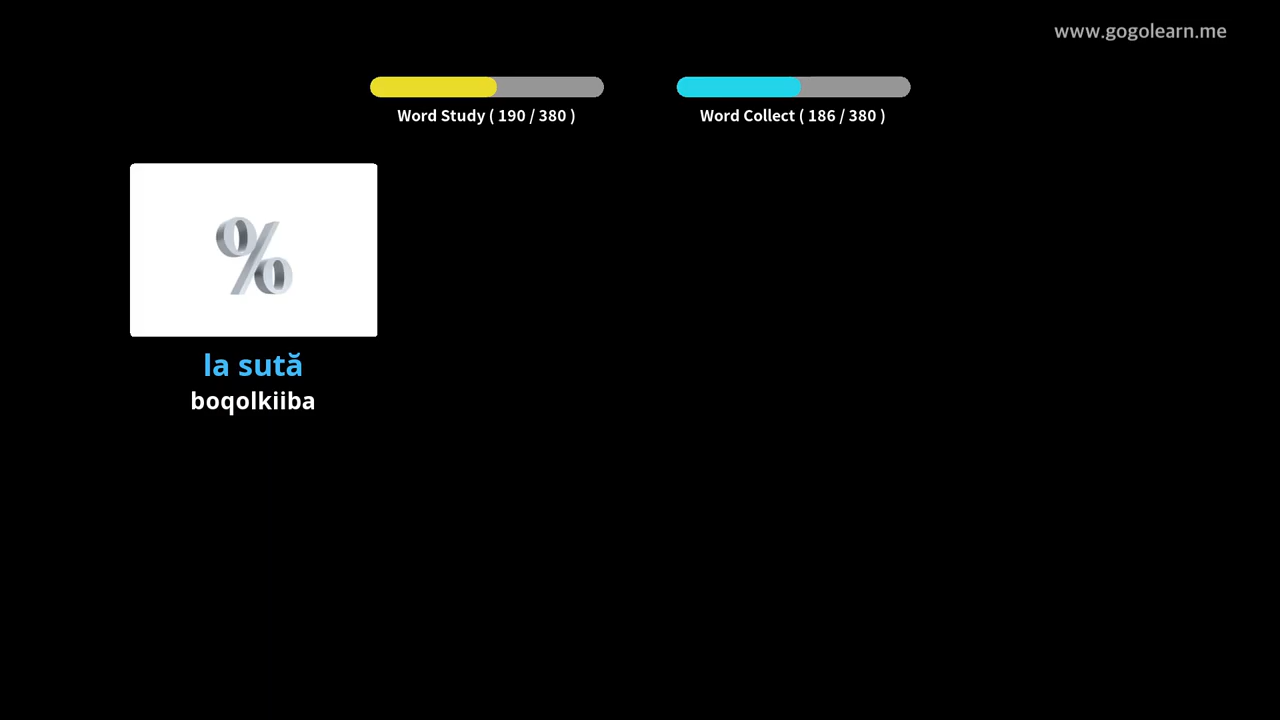 www.gogolearn.me
Word Study ( 190 / 380 )
Word Collect ( 186 / 380 )
%
la sută
boqolkiiba